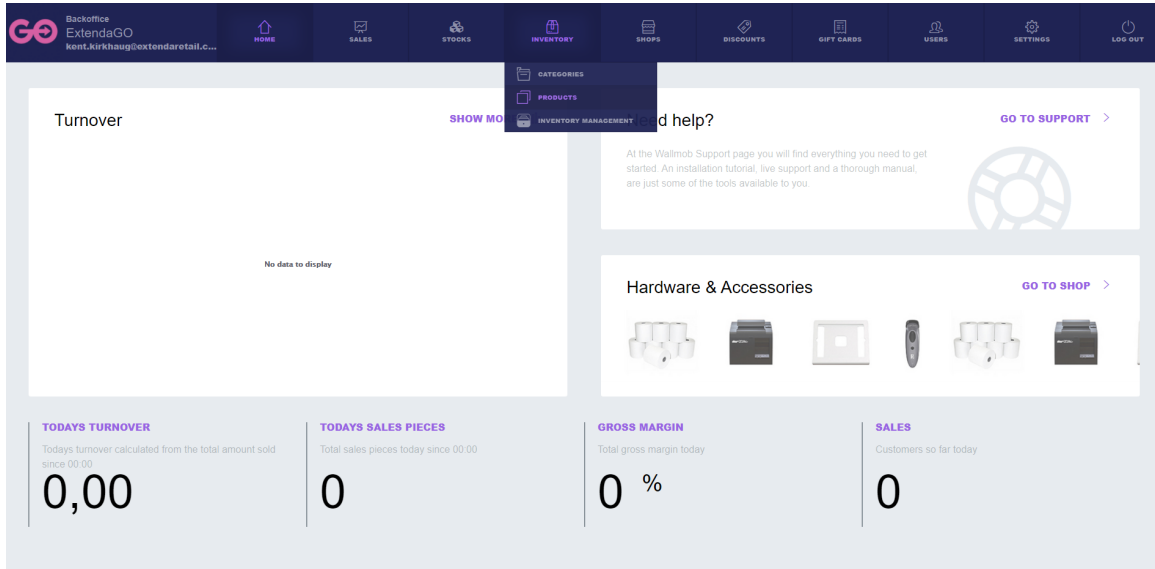 GO
Backoffice
ExtendaGO
kent.kirkhaug@extendaretail.c...
HOME
SALES
STOCKS
INVENTORY
SHOPS
DISCOUNTS
GIFT CARDS
USERS
SETTINGS
LOG OUT
CATEGORIES
PRODUCTS
INVENTORY MANAGEMENT
Turnover
SHOW MO
No data to display
d help?
GO TO SUPPORT
At the Wallmob Support page you will find everything you need to get
started. An installation tutorial, live support and a thorough manual,
are just some of the tools available to you.
Hardware & Accessories
GO TO SHOP
TODAYS TURNOVER
Todays turnover calculated from the total amount sold
since 00:00
0,00
TODAYS SALES PIECES
Total sales pieces today since 00:00
0
GROSS MARGIN
Total gross margin today
0 %
SALES
Customers so far today
0